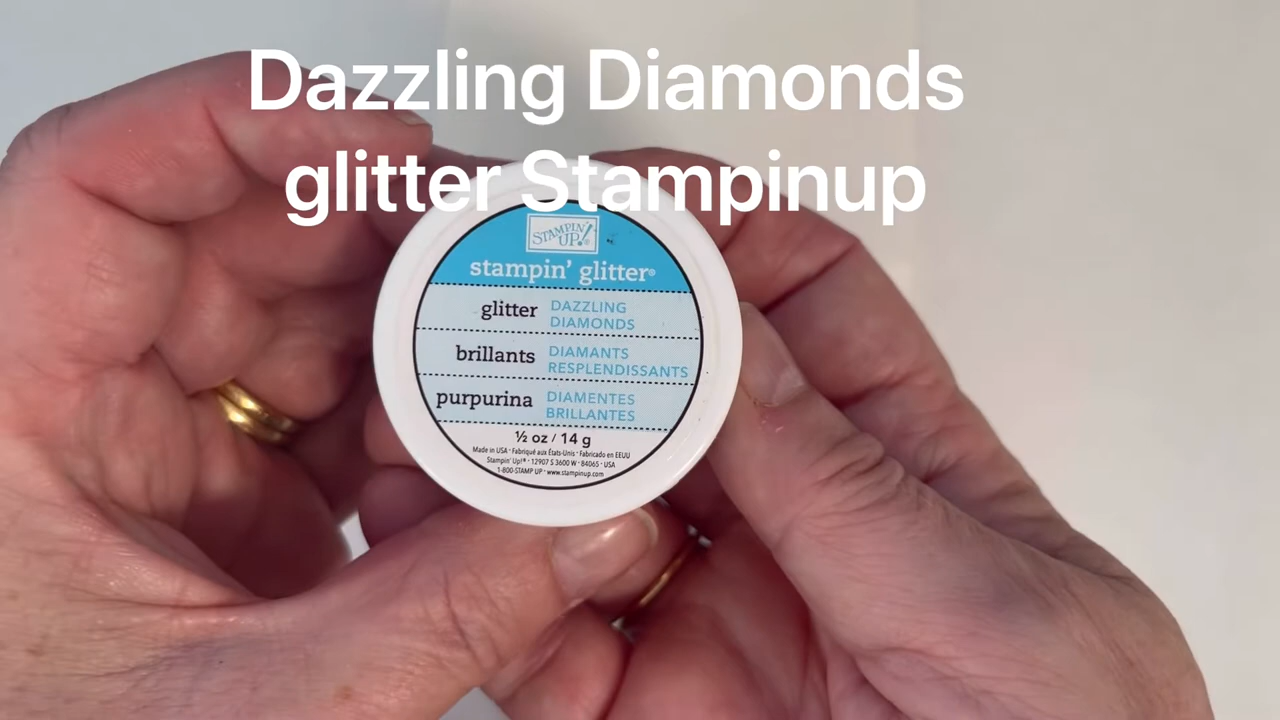 Dazzling Diamonds
glitter Stampinup
STAMPIN'
UP!®
stampin' glitter®
glitter DAZZLING
DIAMONDS
brillants DIAMANTS
RESPLENDISSANTS
purpurina DIAMENTES
BRILLANTES
½ oz / 14 g
Made in USA • Fabriqué aux États-Unis • Fabricado en EEUU
Stampin' Up!® • 12907 S 3600 W • 84065 • USA
1-800-STAMP UP • www.stampinup.com